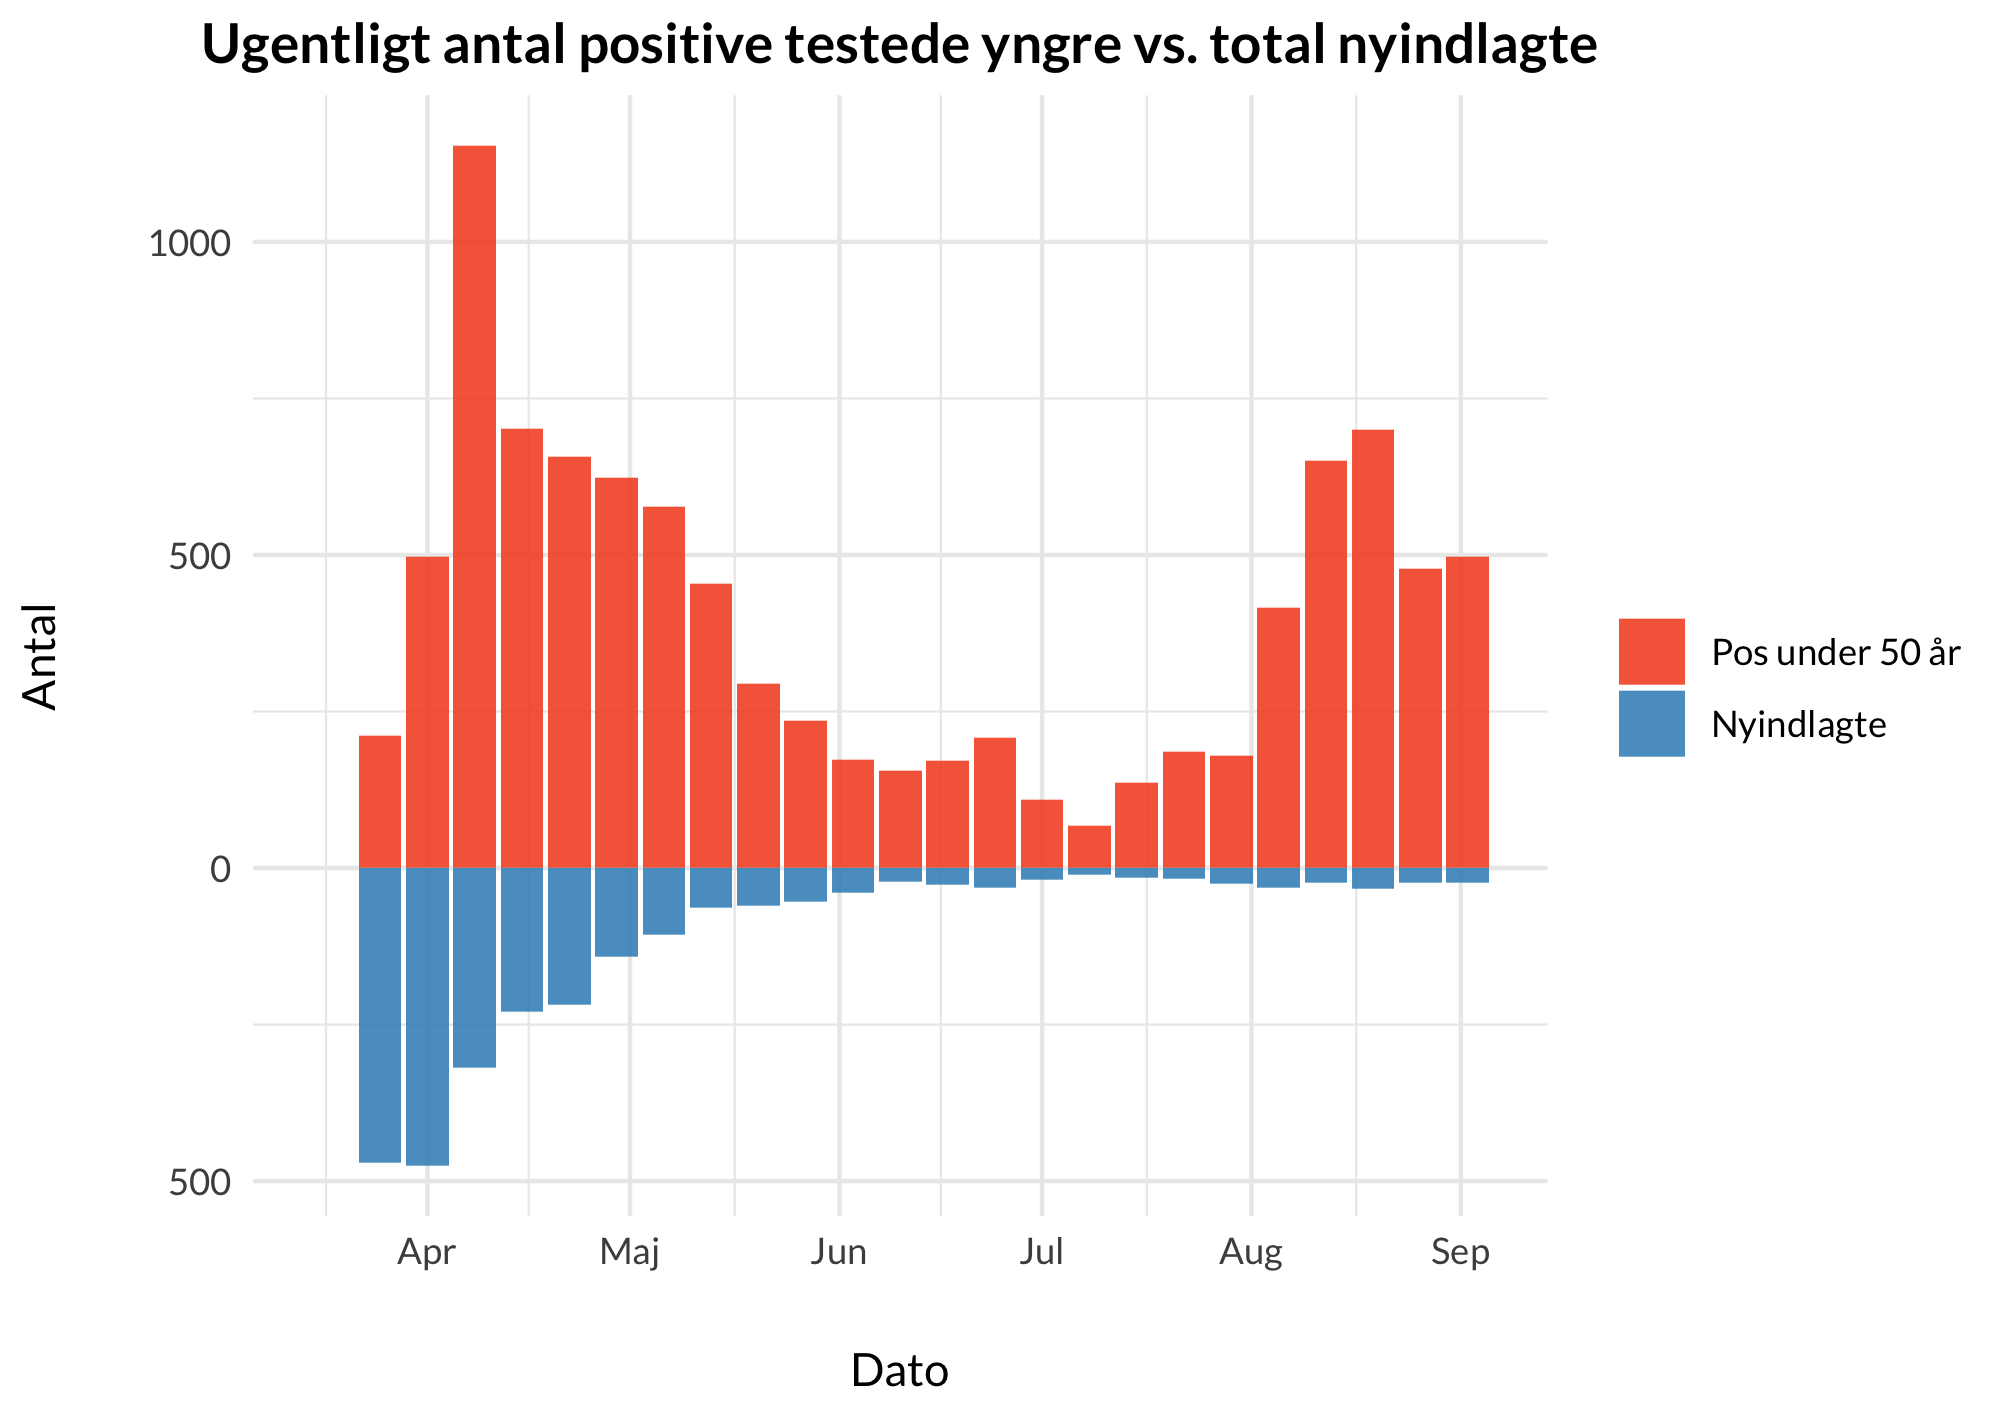 Ugentligt antal positive testede yngre vs. total nyindlagte
Antal
1000
500
0
500
Apr Maj Jun Jul Aug Sep
Dato
Pos under 50 år
Nyindlagte